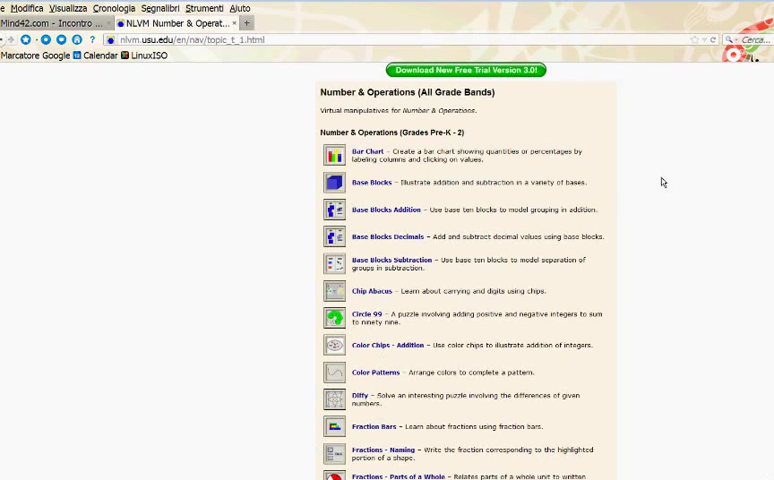 e Modifica Visualizza Cronologia Segnalibri Strumenti Aiuto
Mind42.com - Incontro ... × NLVM Number & Operat... × +
nlvm.usu.edu/en/nav/topic_t_1.html Cerca...
Marcatore Google Calendar LinuxISO
Download New Free Trial Version 3.0!
Number & Operations (All Grade Bands)
Virtual manipulatives for Number & Operations.
Number & Operations (Grades Pre-K - 2)
Bar Chart – Create a bar chart showing quantities or percentages by
labeling columns and clicking on values.
Base Blocks – Illustrate addition and subtraction in a variety of bases.
Base Blocks Addition – Use base ten blocks to model grouping in addition.
Base Blocks Decimals – Add and subtract decimal values using base blocks.
Base Blocks Subtraction – Use base ten blocks to model separation of
groups in subtraction.
Chip Abacus – Learn about carrying and digits using chips.
Circle 99 – A puzzle involving adding positive and negative integers to sum
to ninety nine.
Color Chips - Addition – Use color chips to illustrate addition of integers.
Color Patterns – Arrange colors to complete a pattern.
Diffy – Solve an interesting puzzle involving the differences of given
numbers.
Fraction Bars – Learn about fractions using fraction bars.
Fractions - Naming – Write the fraction corresponding to the highlighted
portion of a shape.
Fractions - Parts of a Whole – Relates parts of a whole unit to written